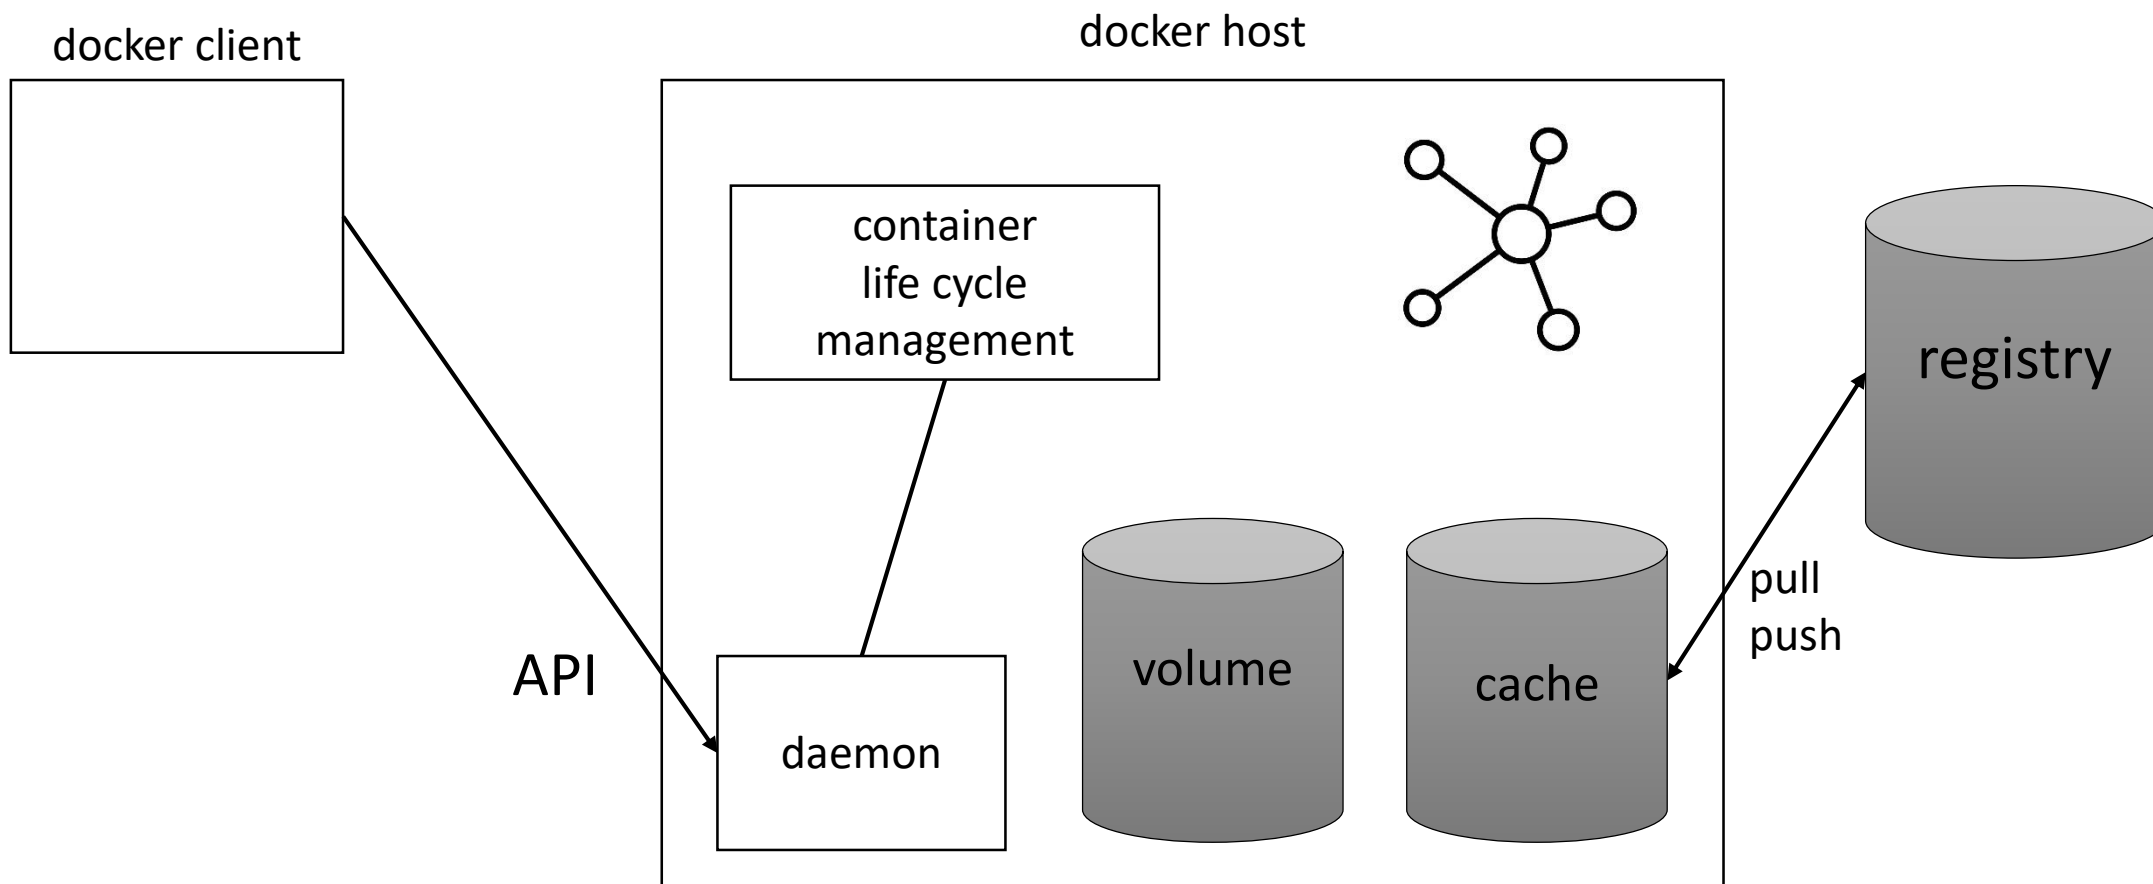 docker client
docker host
container
life cycle
management
registry
pull
push
API
volume
cache
daemon